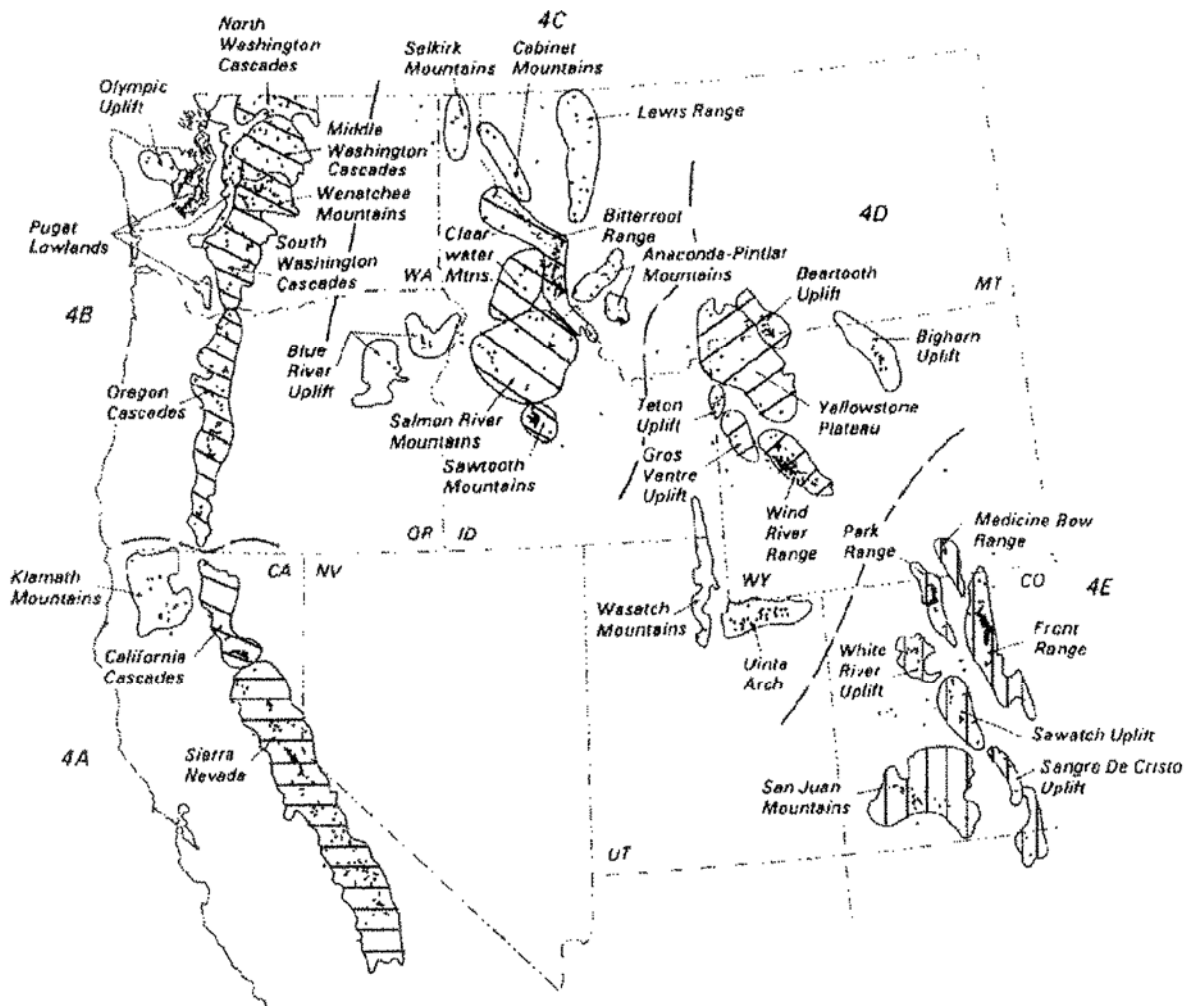 North
Washington
Cascades
4C
Selkirk
Mountains
Cabinet
Mountains
Olympic
Uplift
Lewis Range
Middle
Washington
Cascades
Wenatchee
Mountains
Puget
Lowlands
South
Washington
Cascades
WA
Clear
water
Mtns.
Bitterroot
Range
4D
Anaconda-Pintlar
Mountains
Beartooth
Uplift
MT
4B
Bighorn
Uplift
Blue
River
Uplift
Oregon
Cascades
Salmon River
Mountains
Teton
Uplift
Yellowstone
Plateau
Sawtooth
Mountains
Gros
Ventre
Uplift
Wind
River
Range
OR
ID
Park
Range
Medicine Bow
Range
Klamath
Mountains
CA
NV
WY
CO
4E
Wasatch
Mountains
California
Cascades
Uinta
Arch
White
River
Uplift
Front
Range
4A
Sierra
Nevada
Sawatch Uplift
San Juan
Mountains
Sangre De Cristo
Uplift
UT